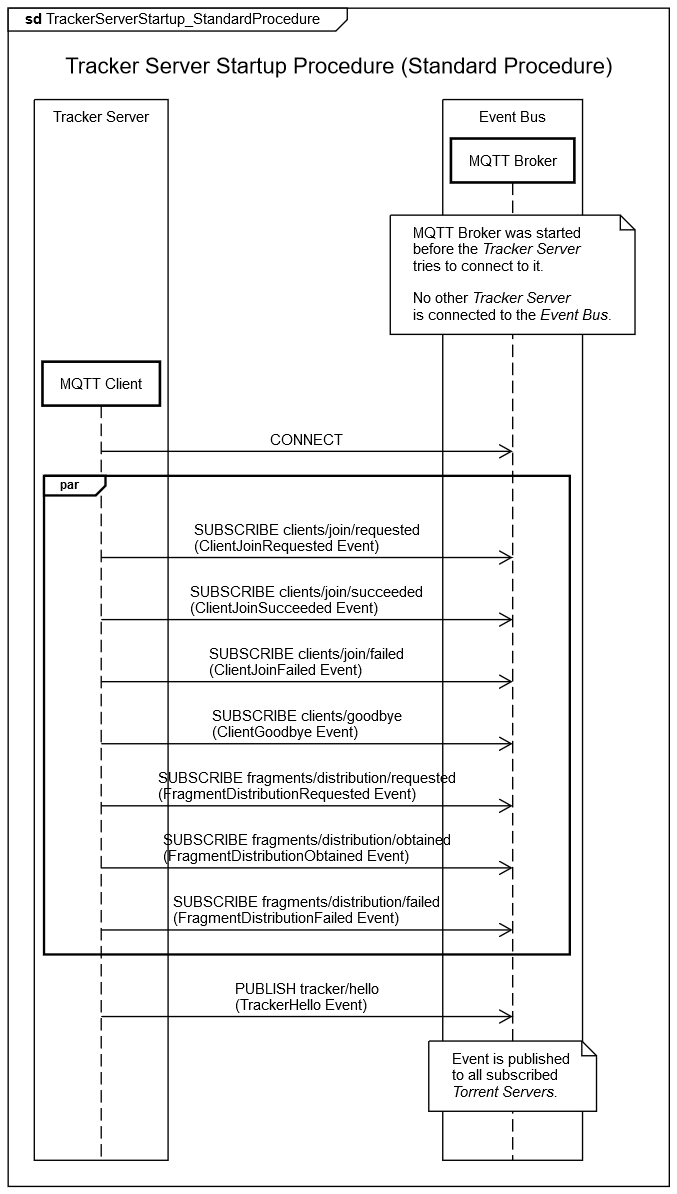 sd TrackerServerStartup_StandardProcedure
Tracker Server Startup Procedure (Standard Procedure)
Tracker Server
Event Bus
MQTT Broker
MQTT Broker was started
before the Tracker Server
tries to connect to it.
No other Tracker Server
is connected to the Event Bus.
MQTT Client
CONNECT
par
SUBSCRIBE clients/join/requested
(ClientJoinRequested Event)
SUBSCRIBE clients/join/succeeded
(ClientJoinSucceeded Event)
SUBSCRIBE clients/join/failed
(ClientJoinFailed Event)
SUBSCRIBE clients/goodbye
(ClientGoodbye Event)
SUBSCRIBE fragments/distribution/requested
(FragmentDistributionRequested Event)
SUBSCRIBE fragments/distribution/obtained
(FragmentDistributionObtained Event)
SUBSCRIBE fragments/distribution/failed
(FragmentDistributionFailed Event)
PUBLISH tracker/hello
(TrackerHello Event)
Event is published
to all subscribed
Torrent Servers.